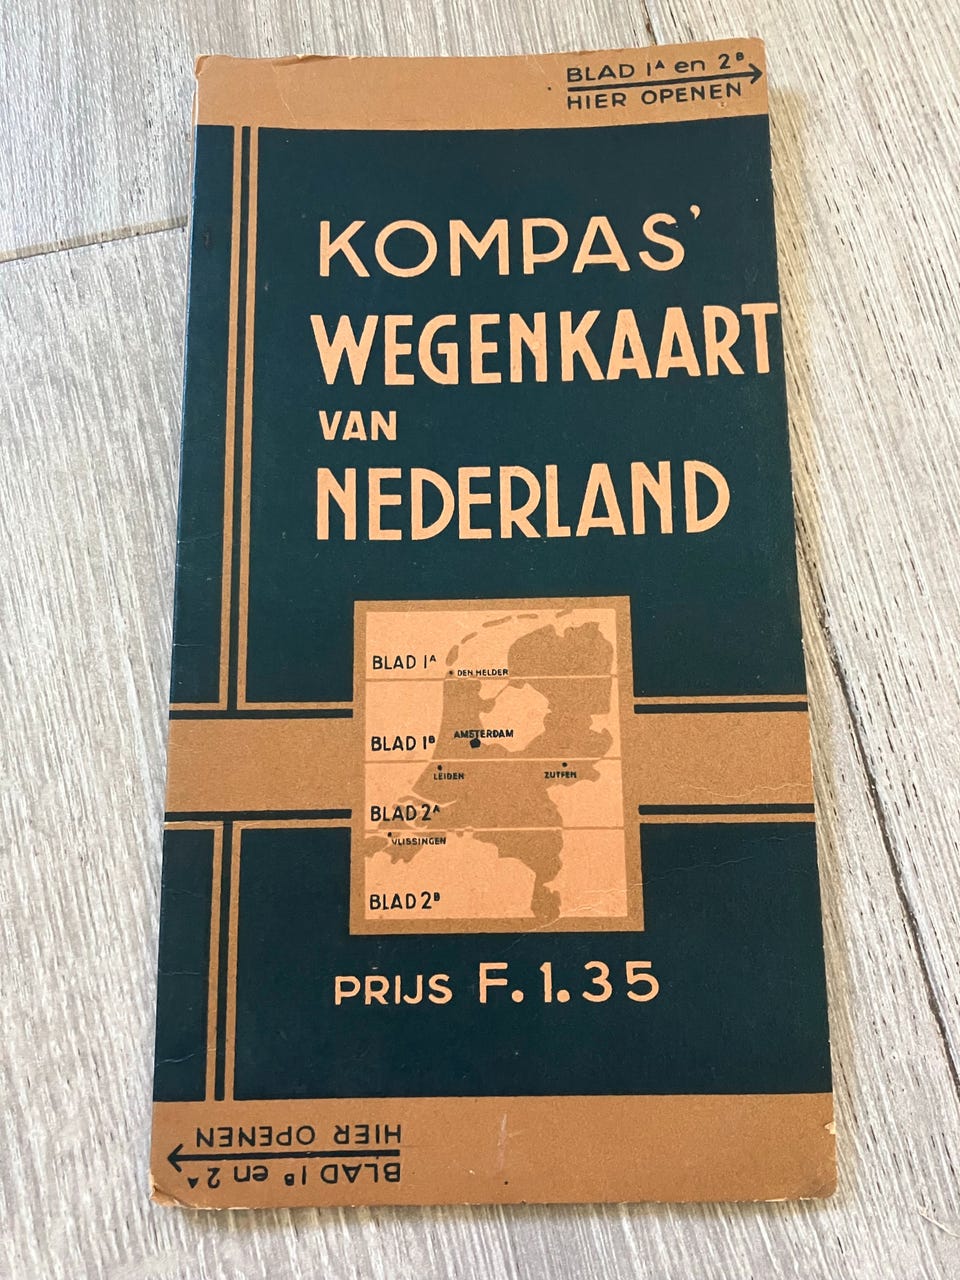 BLAD 1ᴬ en 2ᴮ
HIER OPENEN
KOMPAS'
WEGENKAART
VAN
NEDERLAND
BLAD 1ᴬ
DEN HELDER
BLAD 1ᴮ
AMSTERDAM
LEIDEN
ZUTFEN
BLAD 2ᴬ
VLISSINGEN
BLAD 2ᴮ
PRIJS F. 1.35
BLAD 1ᴮ en 2ᴬ
HIER OPENEN